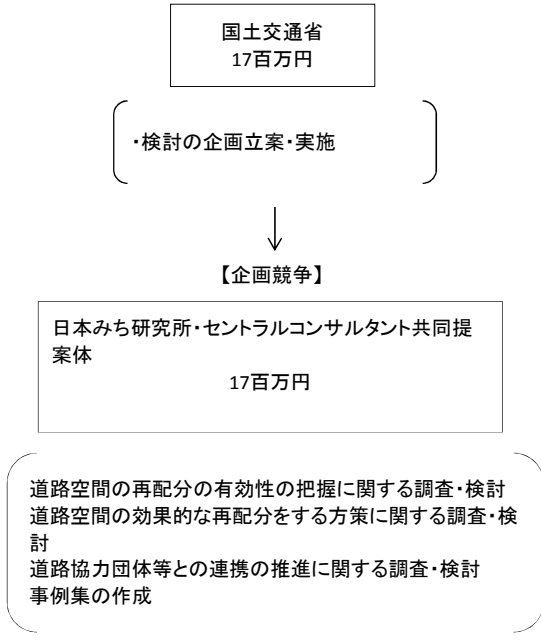 国土交通省
17百万円
・検討の企画立案・実施
【企画競争】
日本みち研究所・セントラルコンサルタント共同提
案体
17百万円
道路空間の再配分の有効性の把握に関する調査・検討
道路空間の効果的な再配分をする方策に関する調査・検
討
道路協力団体等との連携の推進に関する調査・検討
事例集の作成